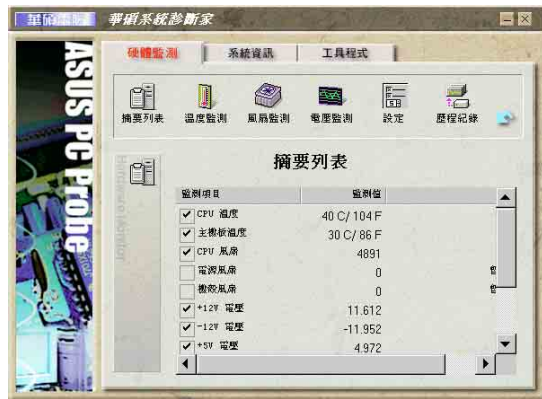 華碩電腦 華碩系統診斷家
ASUS PC Probe
硬體監測 系統資訊 工具程式
摘要列表 溫度監測 風扇監測 電壓監測 設定 歷程紀錄
Hardware Monitor
摘要列表
監測項目 監測值
CPU 溫度 40 C/ 104 F
主機板溫度 30 C/ 86 F
CPU 風扇 4891
電源風扇 0
機殼風扇 0
+12V 電壓 11.612
-12V 電壓 -11.952
+5V 電壓 4.972